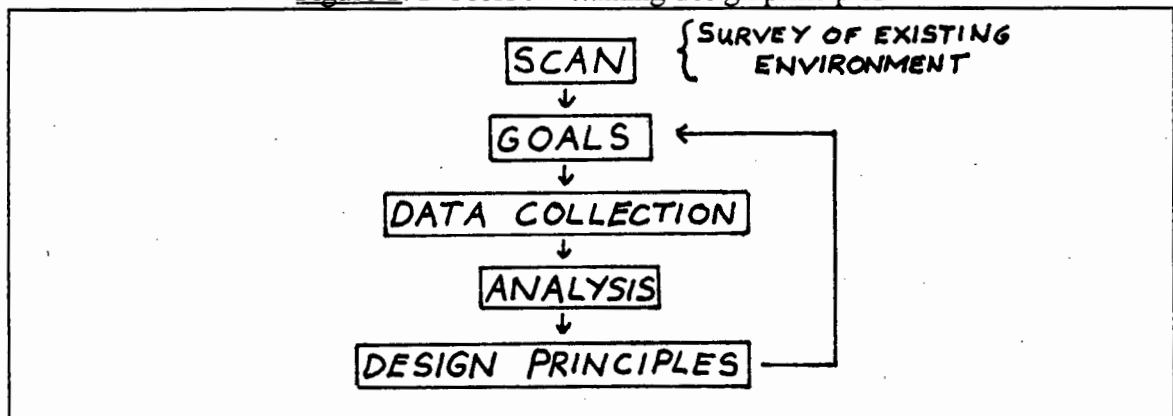 SCAN
{SURVEY OF EXISTING
ENVIRONMENT
GOALS
DATA COLLECTION
ANALYSIS
DESIGN PRINCIPLES